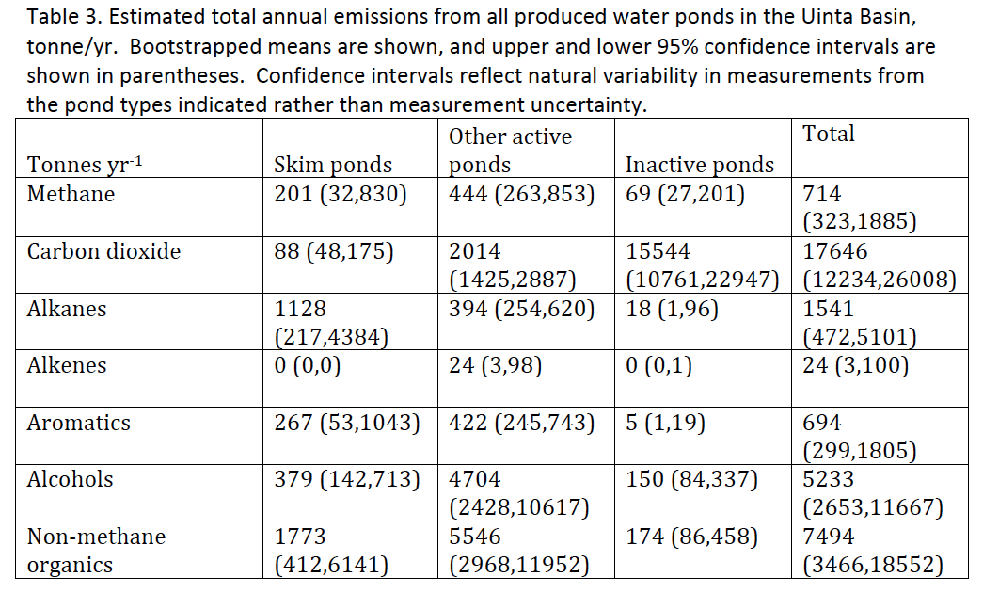 Table 3. Estimated total annual emissions from all produced water ponds in the Uinta Basin,
tonne/yr.  Bootstrapped means are shown, and upper and lower 95% confidence intervals are
shown in parentheses.  Confidence intervals reflect natural variability in measurements from
the pond types indicated rather than measurement uncertainty.
Tonnes yr-1 Skim ponds Other active ponds Inactive ponds Total
Methane 201 (32,830) 444 (263,853) 69 (27,201) 714 (323,1885)
Carbon dioxide 88 (48,175) 2014 (1425,2887) 15544 (10761,22947) 17646 (12234,26008)
Alkanes 1128 (217,4384) 394 (254,620) 18 (1,96) 1541 (472,5101)
Alkenes 0 (0,0) 24 (3,98) 0 (0,1) 24 (3,100)
Aromatics 267 (53,1043) 422 (245,743) 5 (1,19) 694 (299,1805)
Alcohols 379 (142,713) 4704 (2428,10617) 150 (84,337) 5233 (2653,11667)
Non-methane organics 1773 (412,6141) 5546 (2968,11952) 174 (86,458) 7494 (3466,18552)